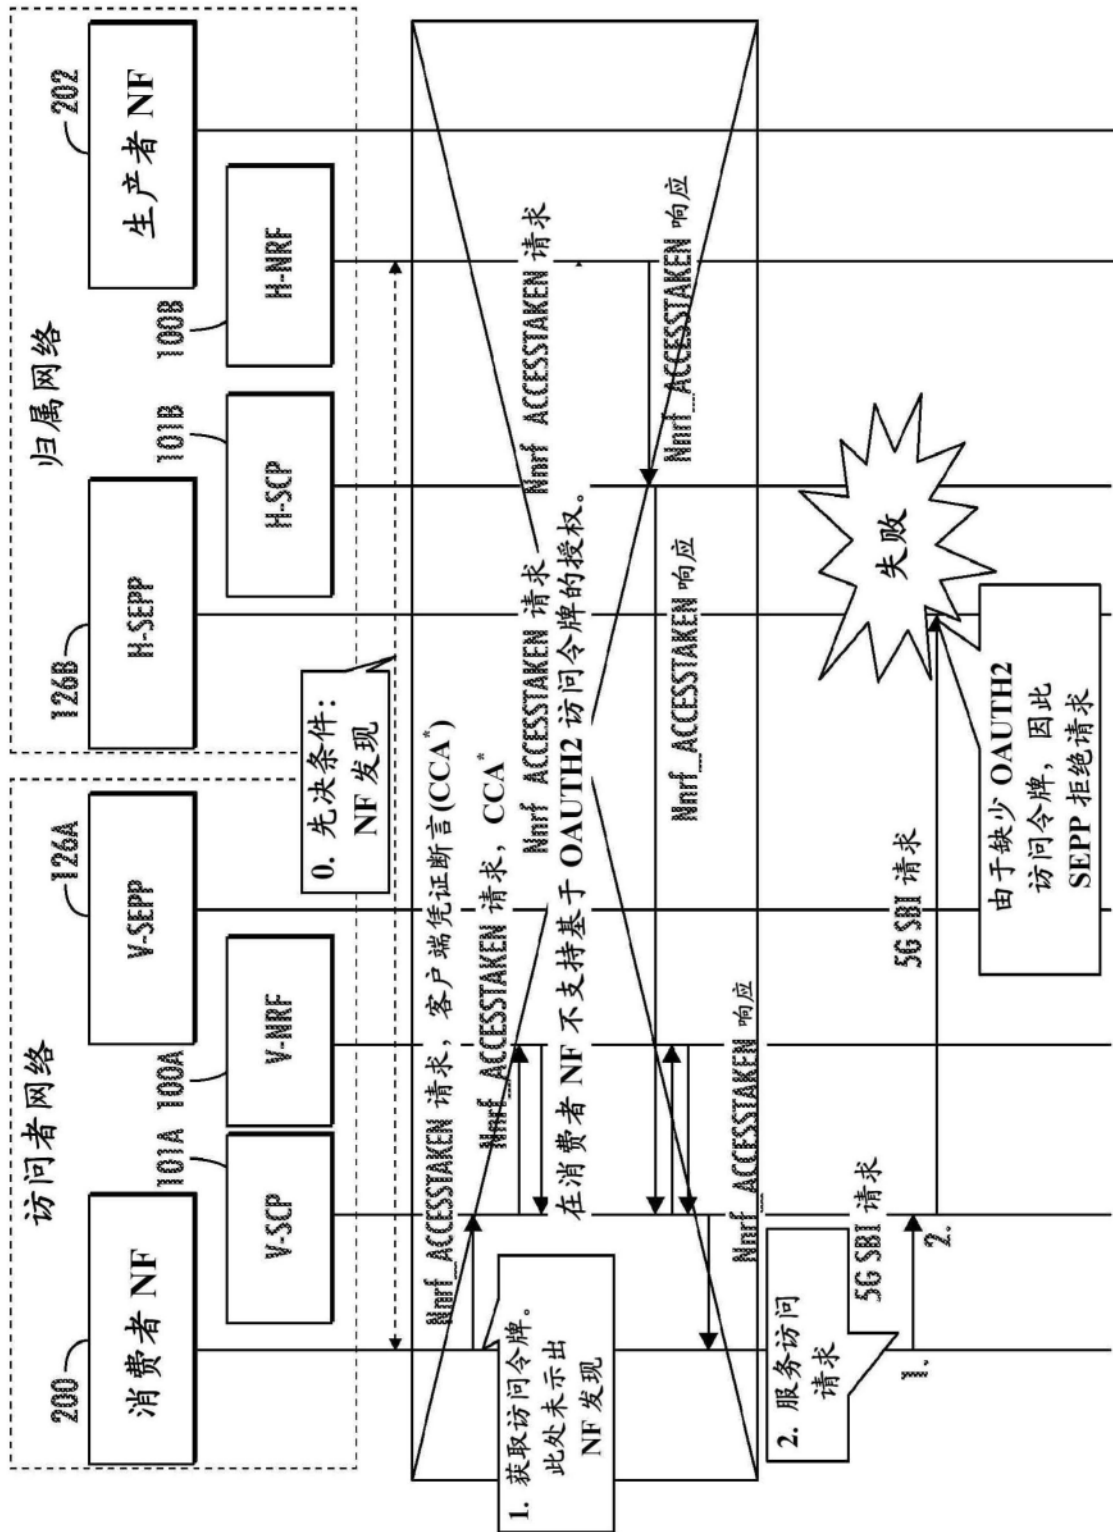 访问者网络
归属网络
200
消费者 NF
101A
V-SCP
100A
V-NRF
126A
V-SEPP
126B
H-SEPP
101B
H-SCP
100B
H-NRF
202
生产者 NF
0. 先决条件:
NF 发现
Nnrf_ACCESSTAKEN 请求, 客户端凭证断言(CCA*)
1. 获取访问令牌。
此处未示出
NF 发现
Nnrf_ACCESSTAKEN 请求, CCA*
Nnrf ACCESSTAKEN 请求
Nnrf ACCESSTAKEN 请求
在消费者 NF 不支持基于 OAUTH2 访问令牌的授权。
Nnrf_ACCESSTAKEN 响应
Nnrf_ACCESSTAKEN 响应
Nnrf_ACCESSTAKEN 响应
2. 服务访问
请求
5G SBI 请求
1.
5G SBI 请求
2.
失败
由于缺少 OAUTH2
访问令牌, 因此
SEPP 拒绝请求